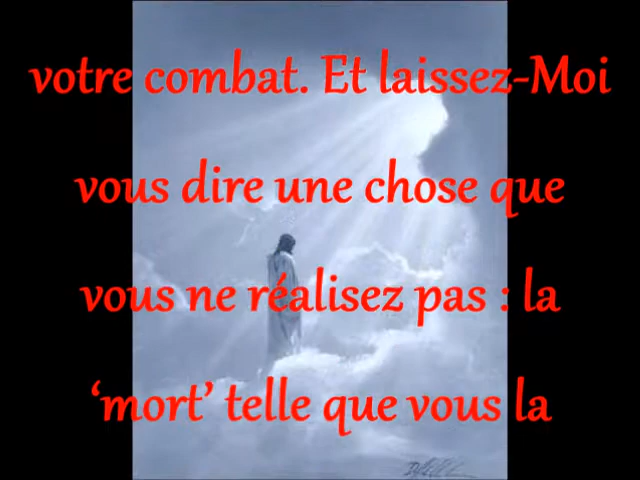 votre combat. Et laissez-Moi
vous dire une chose que
vous ne réalisez pas : la
‘mort’ telle que vous la